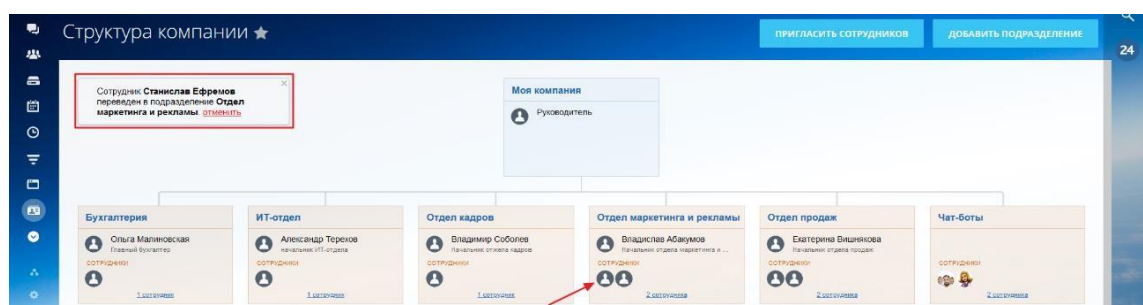 Структура компании
ПРИГЛАСИТЬ СОТРУДНИКОВ
ДОБАВИТЬ ПОДРАЗДЕЛЕНИЕ
24
Сотрудник Станислав Ефремов
переведен в подразделение Отдел
маркетинга и рекламы. отменить
Моя компания
Руководитель
Бухгалтерия
Ольга Малиновская
Главный бухгалтер
СОТРУДНИКИ
1 сотрудник
ИТ-отдел
Александр Терехов
начальник ИТ-отдела
СОТРУДНИКИ
1 сотрудник
Отдел кадров
Владимир Соболев
Начальник отдела кадров
СОТРУДНИКИ
1 сотрудник
Отдел маркетинга и рекламы
Владислав Абакумов
Начальник отдела маркетинга и ...
СОТРУДНИКИ
2 сотрудника
Отдел продаж
Екатерина Вишнякова
Начальник отдела продаж
СОТРУДНИКИ
2 сотрудника
Чат-боты
СОТРУДНИКИ
2 сотрудника